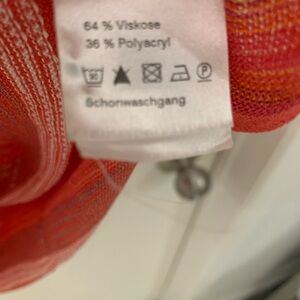 64 % Viskose
36 % Polyacryl
Schonwaschgang